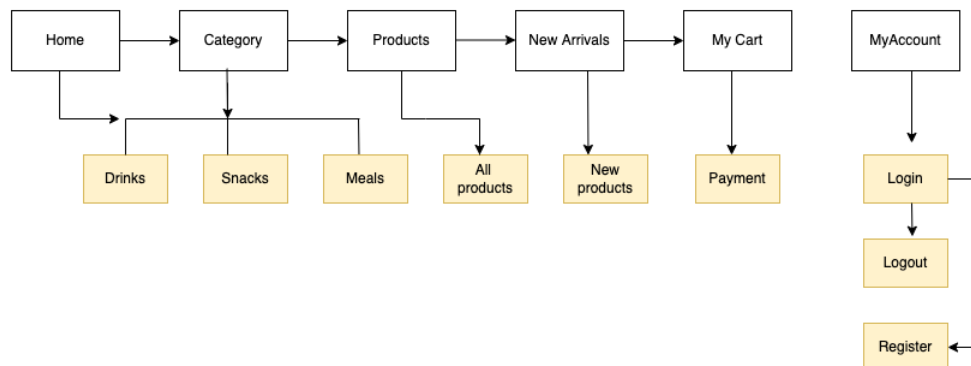 Home
Category
Products
New Arrivals
My Cart
MyAccount
Drinks
Snacks
Meals
All
products
New
products
Payment
Login
Logout
Register